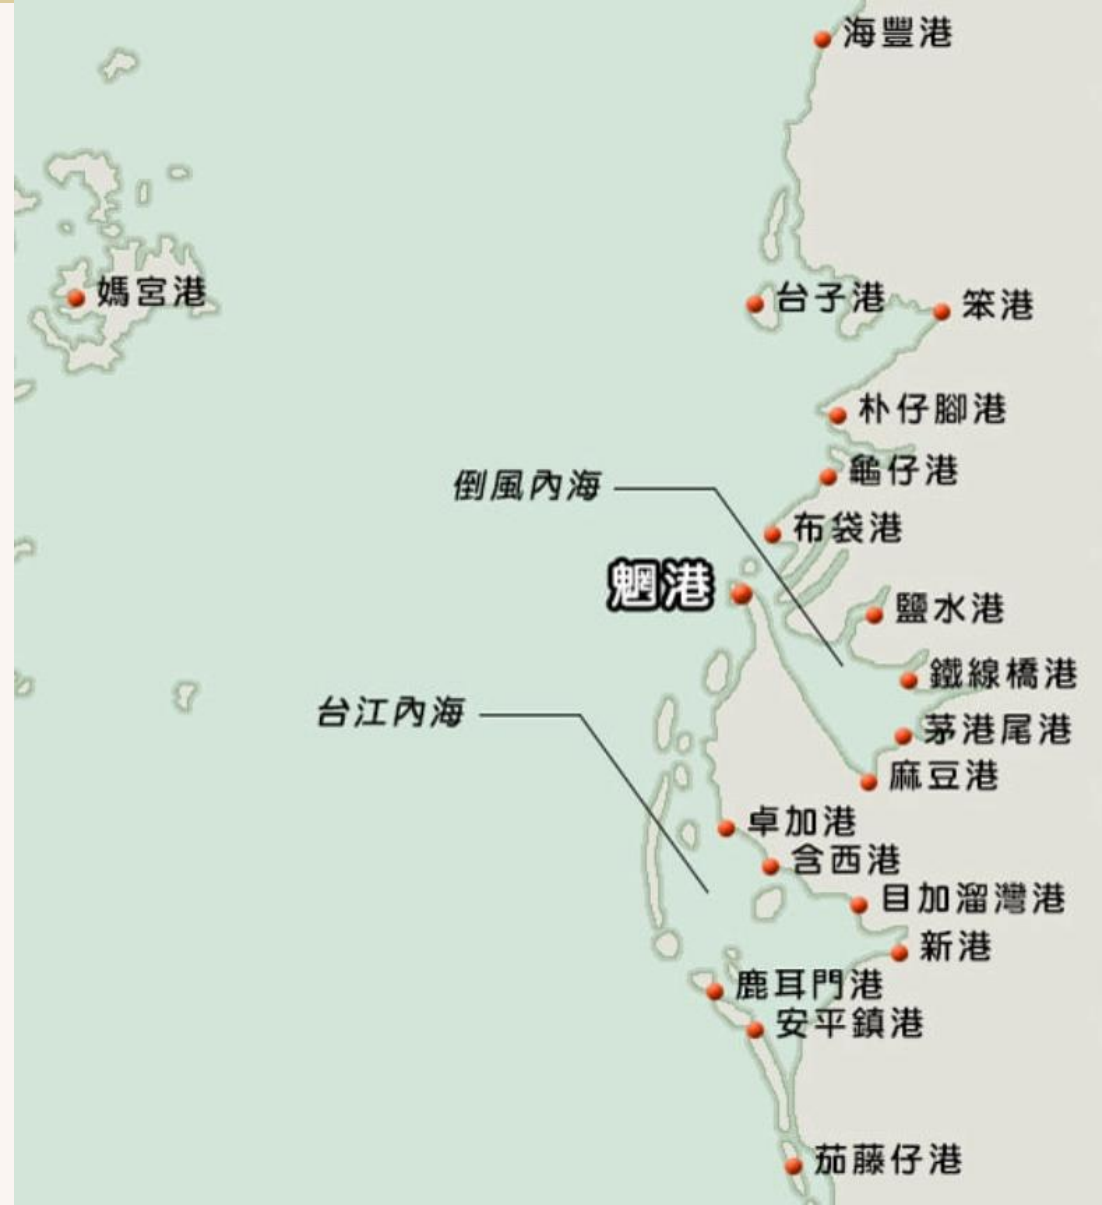 海豐港
媽宮港
台子港
笨港
朴仔腳港
龜仔港
倒風內海
布袋港
魍港
鹽水港
鐵線橋港
台江內海
茅港尾港
麻豆港
卓加港
含西港
目加溜灣港
新港
鹿耳門港
安平鎮港
茄藤仔港